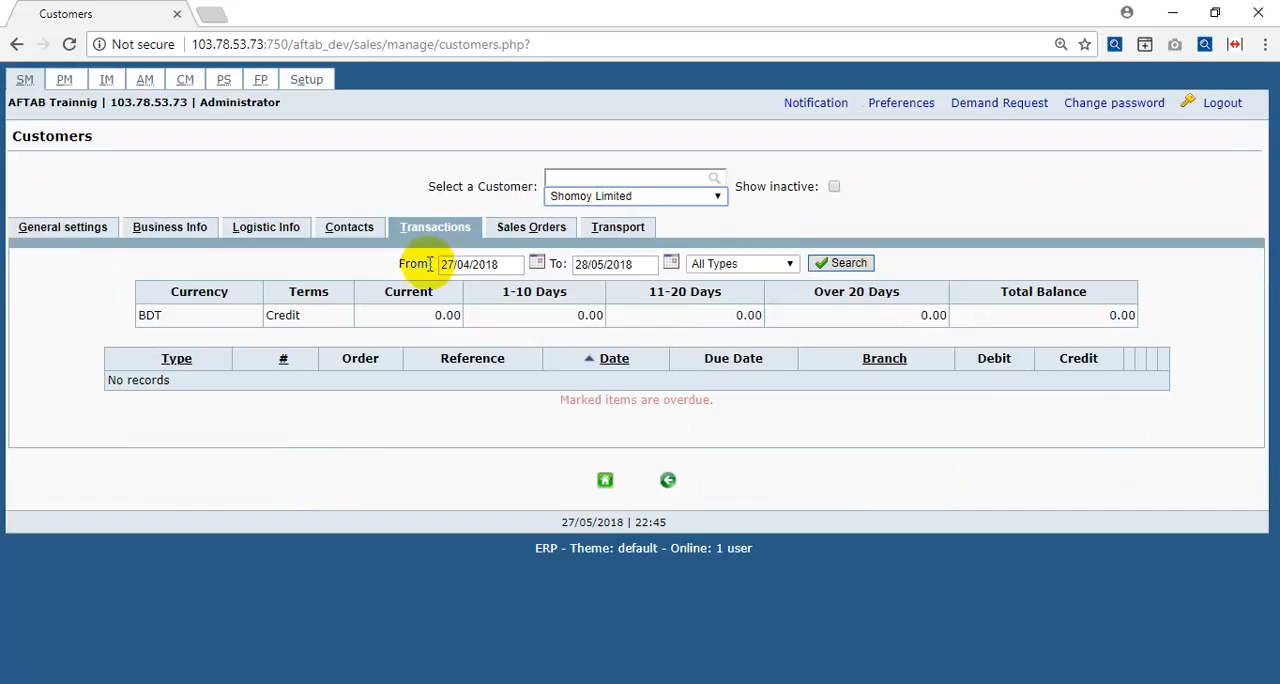 Customers
Not secure | 103.78.53.73:750/aftab_dev/sales/manage/customers.php?
SM PM IM AM CM PS FP Setup
AFTAB Trainnig | 103.78.53.73 | Administrator
Notification Preferences Demand Request Change password Logout
Customers
Select a Customer: Show inactive:
Shomoy Limited
General settings Business Info Logistic Info Contacts Transactions Sales Orders Transport
From: 27/04/2018 To: 28/05/2018 All Types Search
Currency Terms Current 1-10 Days 11-20 Days Over 20 Days Total Balance
BDT Credit 0.00 0.00 0.00 0.00 0.00
Type # Order Reference Date Due Date Branch Debit Credit
No records
Marked items are overdue.
27/05/2018 | 22:45
ERP - Theme: default - Online: 1 user